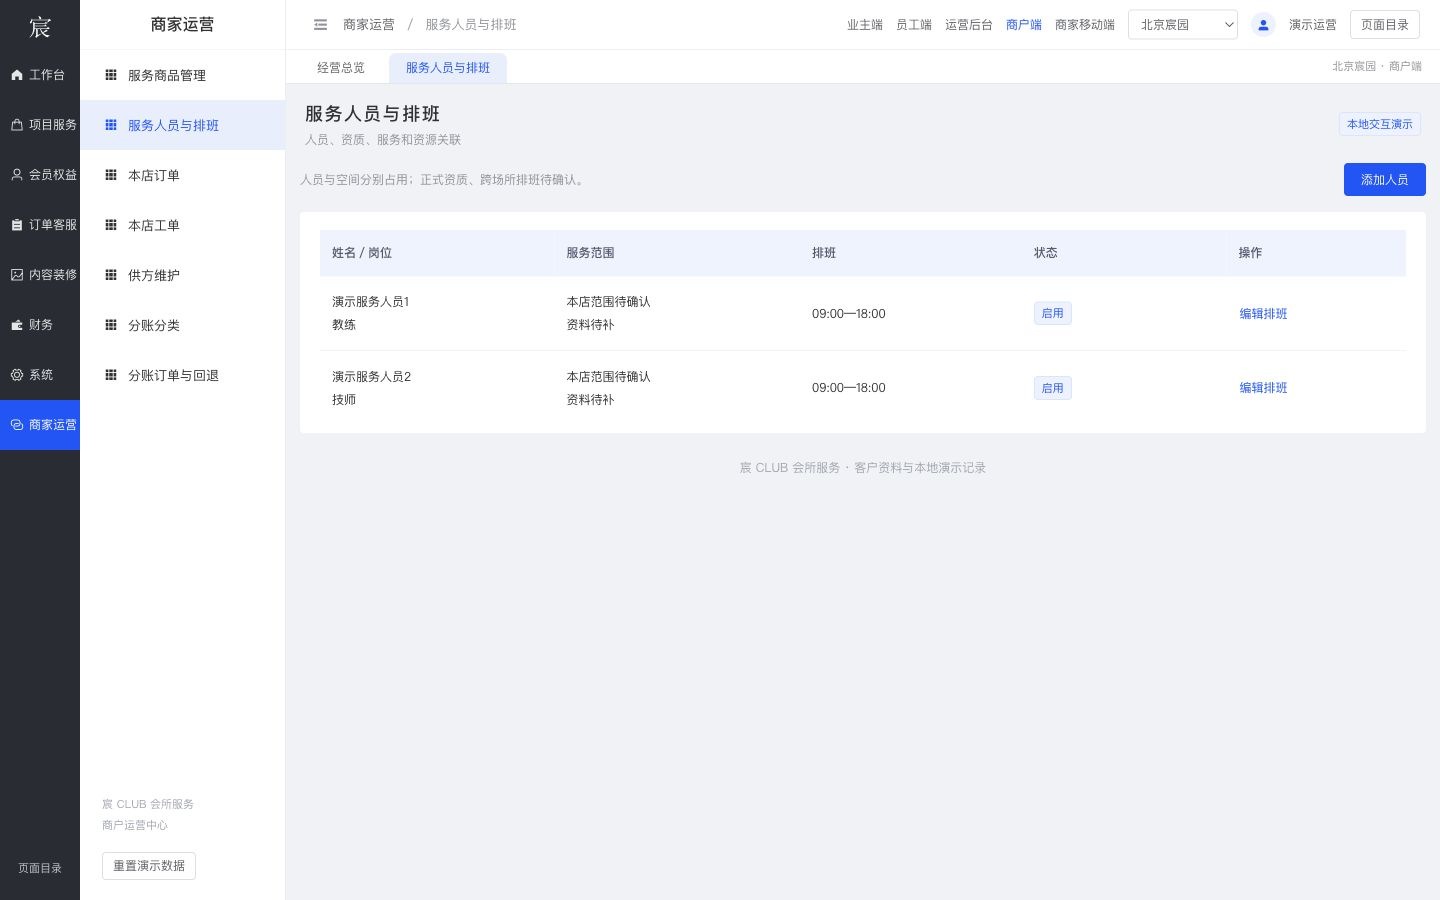 宸
工作台
项目服务
会员权益
订单客服
内容装修
财务
系统
商家运营
页面目录
商家运营
服务商品管理
服务人员与排班
本店订单
本店工单
供方维护
分账分类
分账订单与回退
宸 CLUB 会所服务
商户运营中心
重置演示数据
商家运营 / 服务人员与排班
业主端 员工端 运营后台 商户端 商家移动端 北京宸园 演示运营 页面目录
经营总览 服务人员与排班
北京宸园 · 商户端
服务人员与排班
人员、资质、服务和资源关联
本地交互演示
人员与空间分别占用；正式资质、跨场所排班待确认。
添加人员
姓名 / 岗位 服务范围 排班 状态 操作
演示服务人员1 本店范围待确认
教练 资料待补
09:00—18:00 启用 编辑排班
演示服务人员2 本店范围待确认
技师 资料待补
09:00—18:00 启用 编辑排班
宸 CLUB 会所服务 · 客户资料与本地演示记录